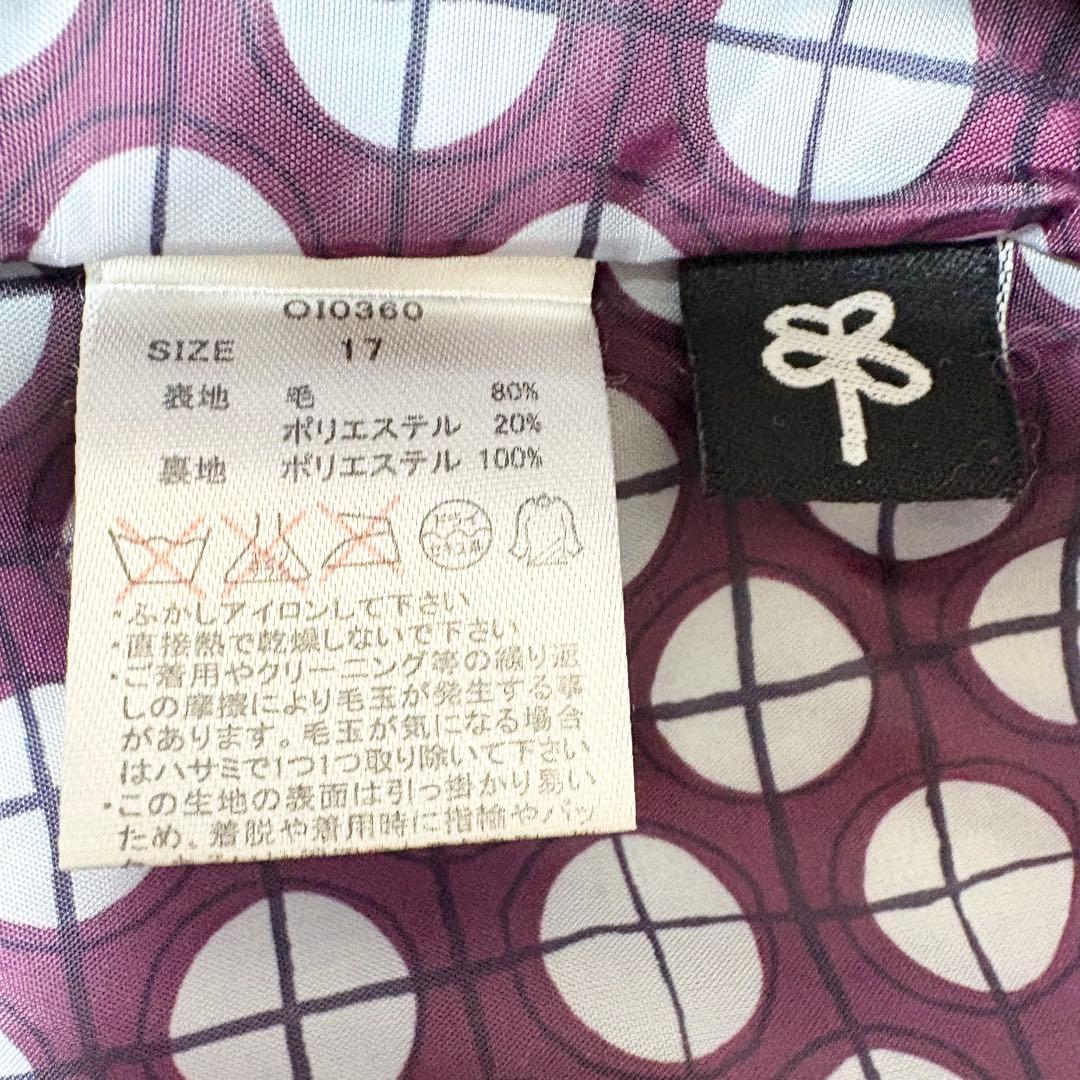 OI0360
SIZE 17
表地 毛 80%
ポリエステル 20%
裏地 ポリエステル 100%
ドライ
セキユ系
・ふかしアイロンして下さい
・直接熱で乾燥しないで下さい
・ご着用やクリーニング等の繰り返
しの摩擦により毛玉が発生する事
があります。毛玉が気になる場合
はハサミで1つ1つ取り除いて下さい
・この生地の表面は引っ掛かり易い
ため、着脱や着用時に指輪やバッ